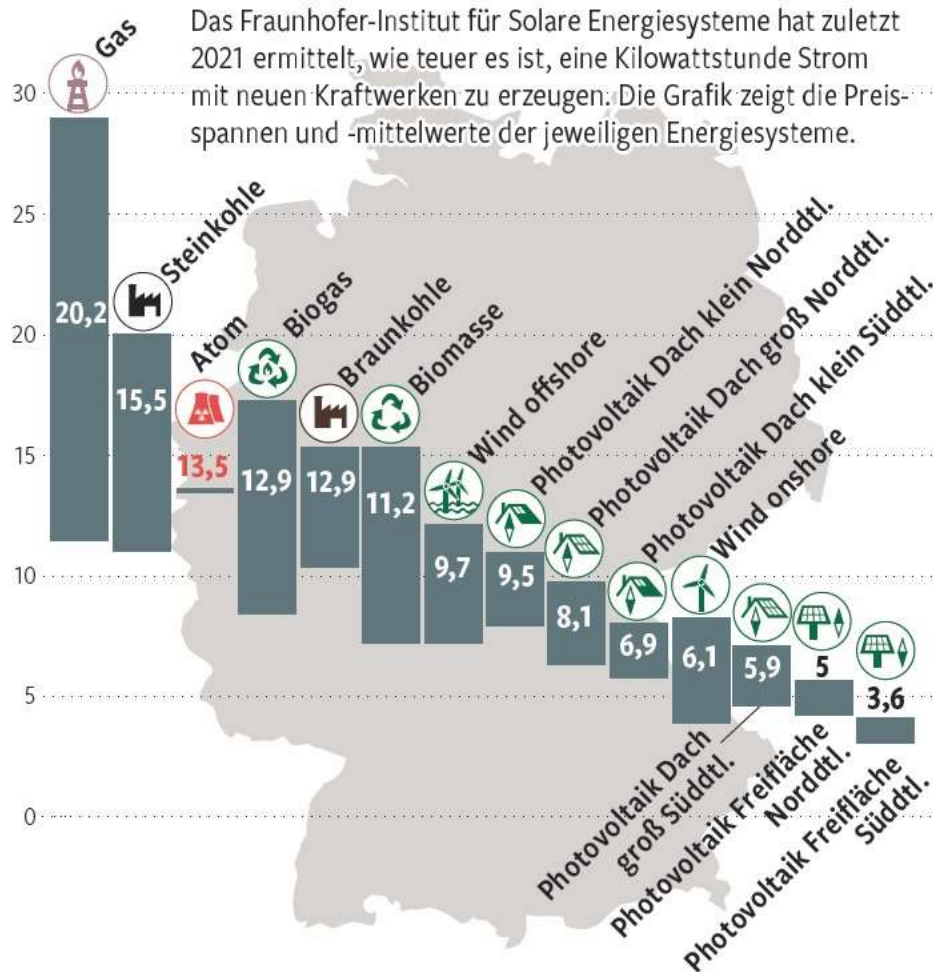 Das Fraunhofer-Institut für Solare Energiesysteme hat zuletzt
2021 ermittelt, wie teuer es ist, eine Kilowattstunde Strom
mit neuen Kraftwerken zu erzeugen. Die Grafik zeigt die Preis-
spannen und -mittelwerte der jeweiligen Energiesysteme.
30
25
20
15
10
5
0
Gas
20,2
Steinkohle
15,5
Atom
13,5
Biogas
12,9
Braunkohle
12,9
Biomasse
11,2
Wind offshore
9,7
Photovoltaik Dach klein Norddtl.
9,5
Photovoltaik Dach groß Norddtl.
8,1
Photovoltaik Dach klein Süddtl.
6,9
Wind onshore
6,1
Photovoltaik Dach
groß Süddtl.
5,9
Photovoltaik Freifläche
Norddtl.
5
Photovoltaik Freifläche
Süddtl.
3,6